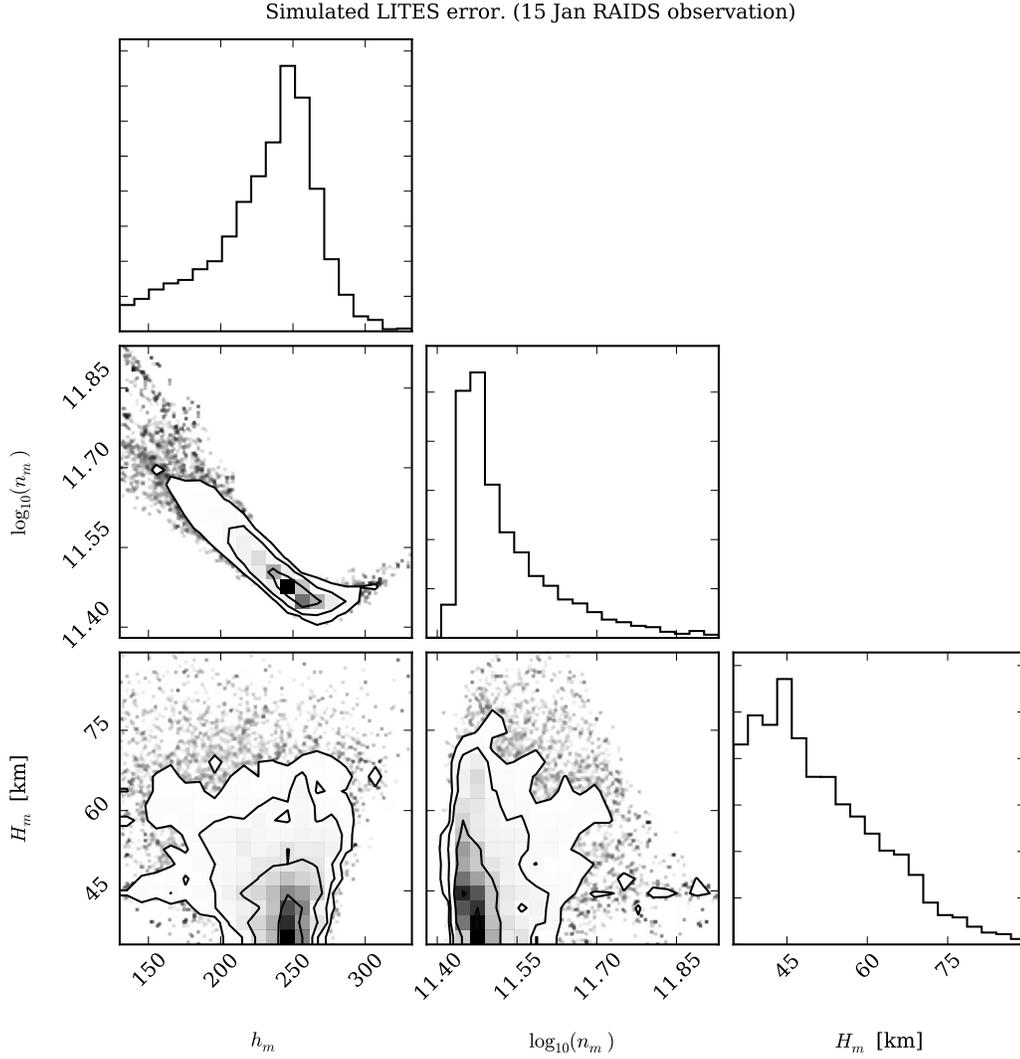 Simulated LITES error. (15 Jan RAIDS observation)
11.85
11.70
11.55
11.40
log₁₀(nₘ)
75
60
45
Hₘ [km]
150 200 250 300
11.40 11.55 11.70 11.85
45 60 75
hₘ
log₁₀(nₘ)
Hₘ [km]